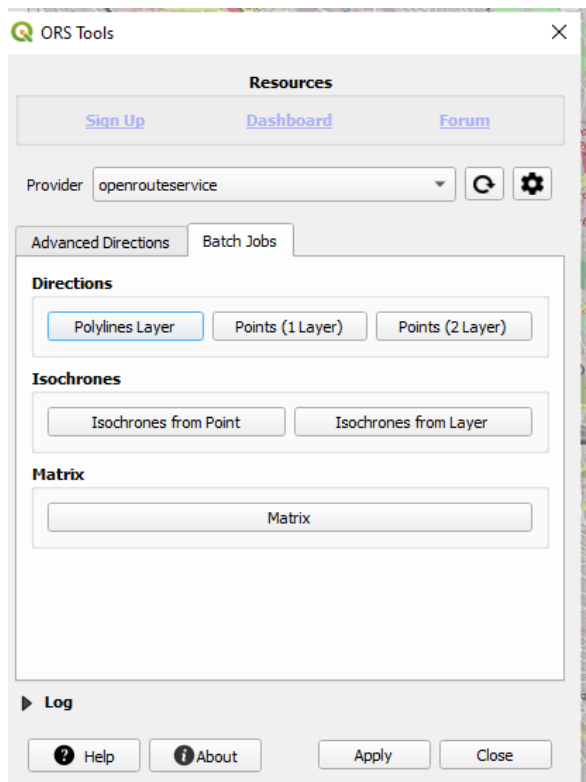 ORS Tools
Resources
Sign Up Dashboard Forum
Provider openrouteservice
Advanced Directions Batch Jobs
Directions
Polylines Layer Points (1 Layer) Points (2 Layer)
Isochrones
Isochrones from Point Isochrones from Layer
Matrix
Matrix
Log
Help About Apply Close